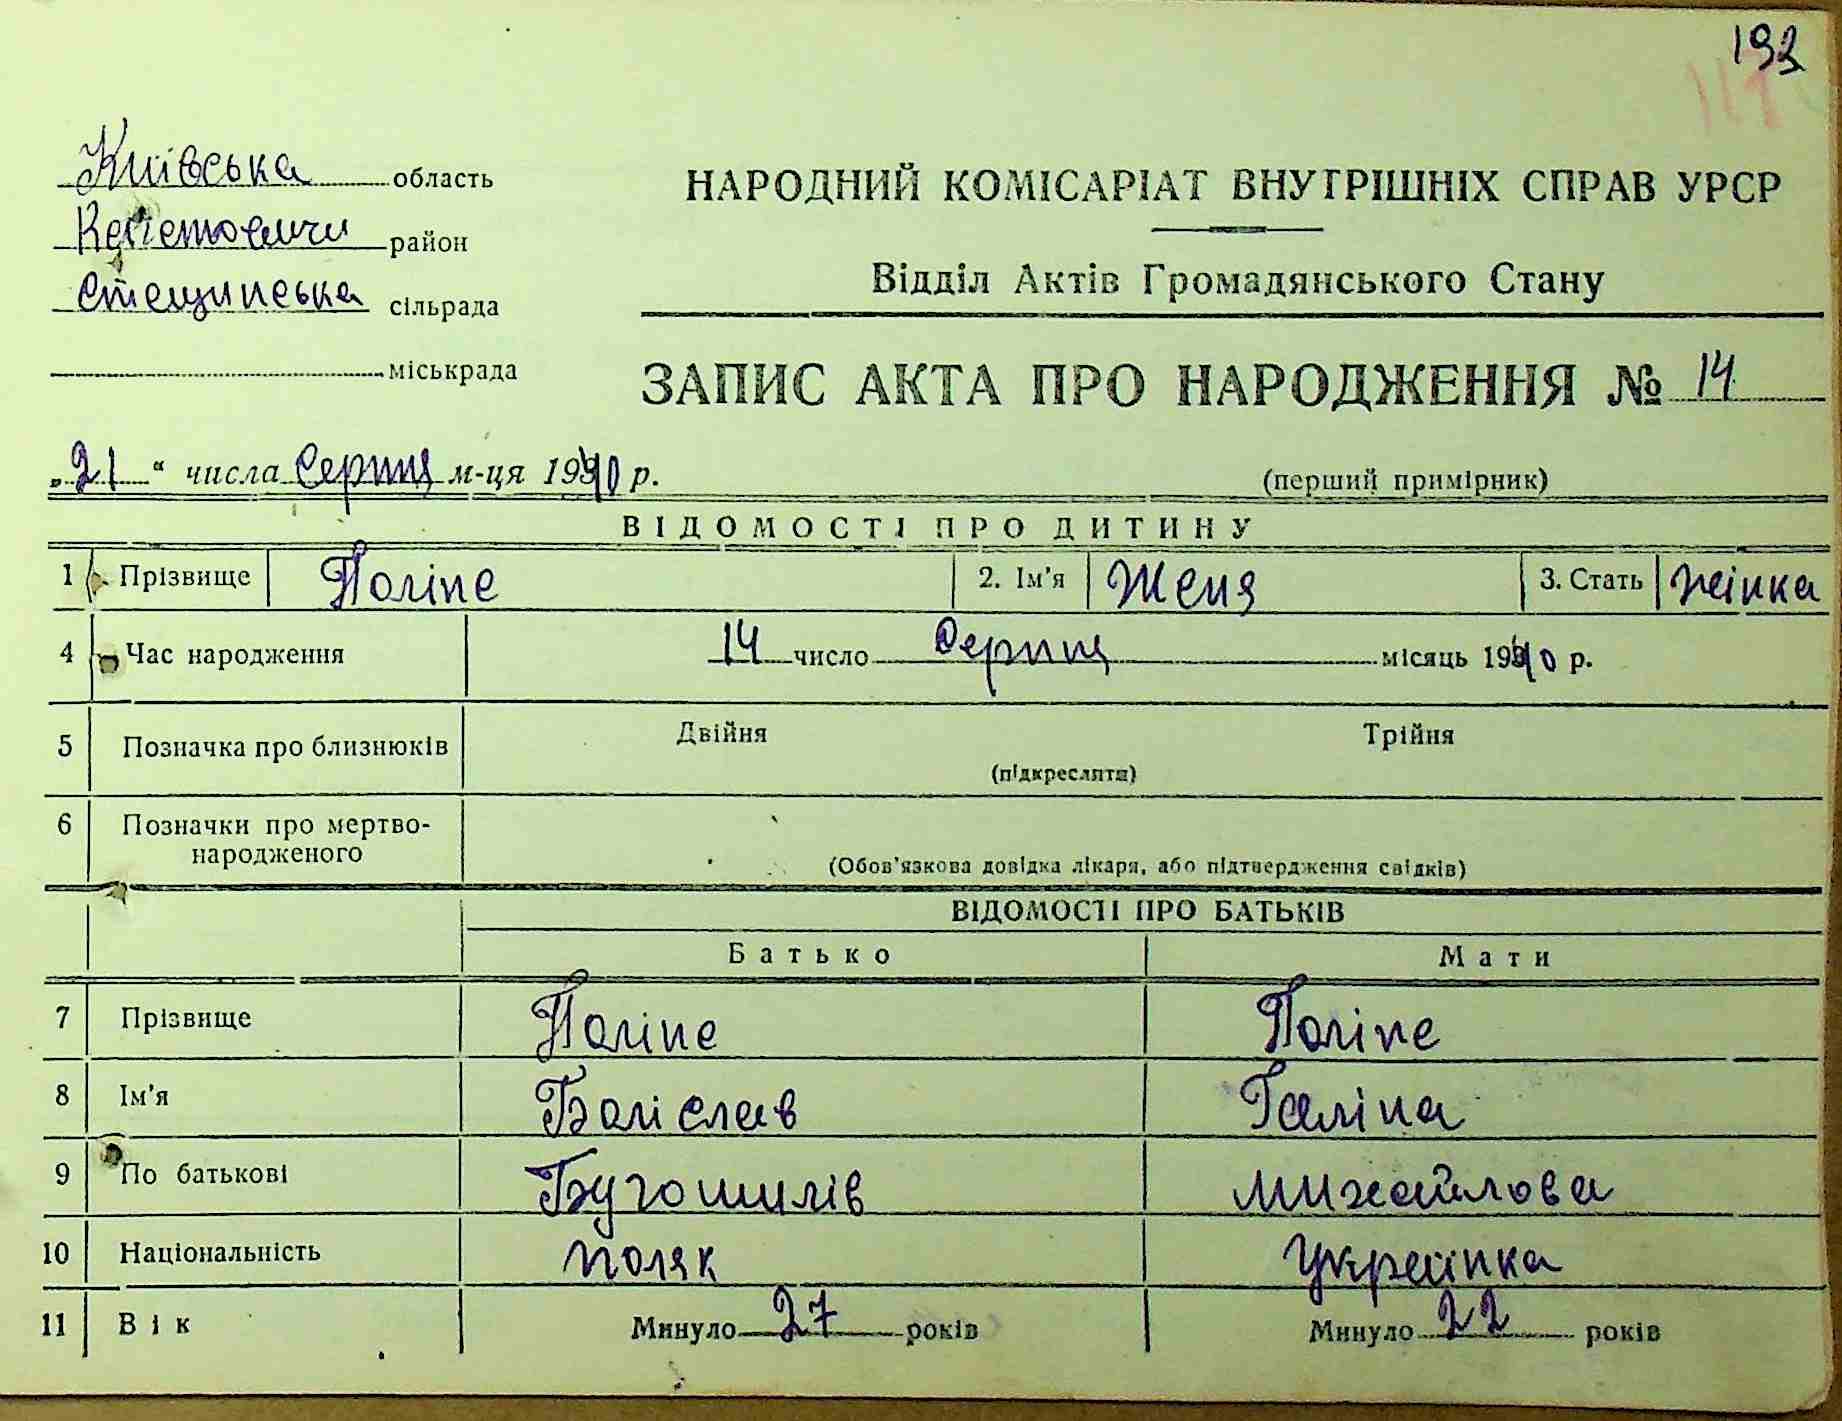 193
117
Київська область
НАРОДНИЙ КОМІСАРІАТ ВНУТРІШНІХ СПРАВ УРСР
район
Відділ Актів Громадянського Стану
Стещинська сільрада
міськрада
ЗАПИС АКТА ПРО НАРОДЖЕННЯ № 14
„21“ числа Серпня м-ця 1940 р.
(перший примірник)
ВІДОМОСТІ ПРО ДИТИНУ
1 Прізвище Поліне 2. Ім'я Женя 3. Стать жінка
4 Час народження 14 число Серпня місяць 1940 р.
5 Позначка про близнюків Двійня Трійня
(підкреслити)
6 Позначки про мертво-
народженого
(Обов'язкова довідка лікаря, або підтвердження свідків)
ВІДОМОСТІ ПРО БАТЬКІВ
Батько Мати
7 Прізвище Поліне Поліне
8 Ім'я Боліслав Галіна
9 По батькові Бугошилів Михайлова
10 Національність поляк Українка
11 Вік Минуло 27 років Минуло 22 років